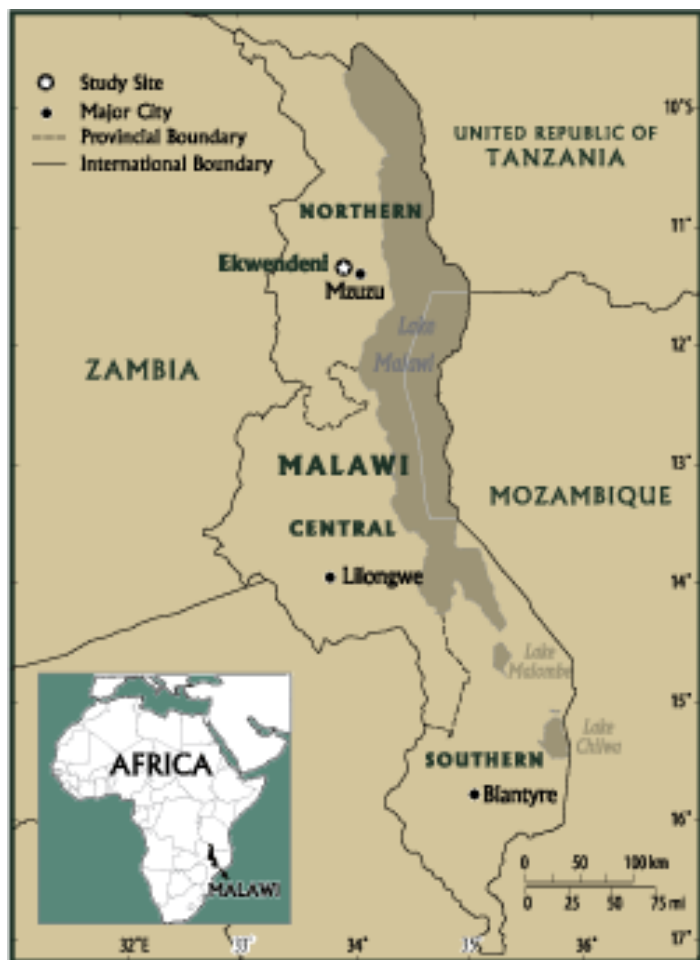 Study Site
Major City
Provincial Boundary
International Boundary
10°S
UNITED REPUBLIC OF
TANZANIA
NORTHERN
11°
Ekwendeni
Mzuzu
Lake
Malawi
12°
ZAMBIA
MALAWI
13°
MOZAMBIQUE
CENTRAL
Lilongwe
14°
Lake
Malombe
15°
Lake
Chilwa
AFRICA
SOUTHERN
Blantyre
16°
0 50 100 km
MALAWI
0 25 50 75 mi
32°E 33° 34° 35° 36° 17°